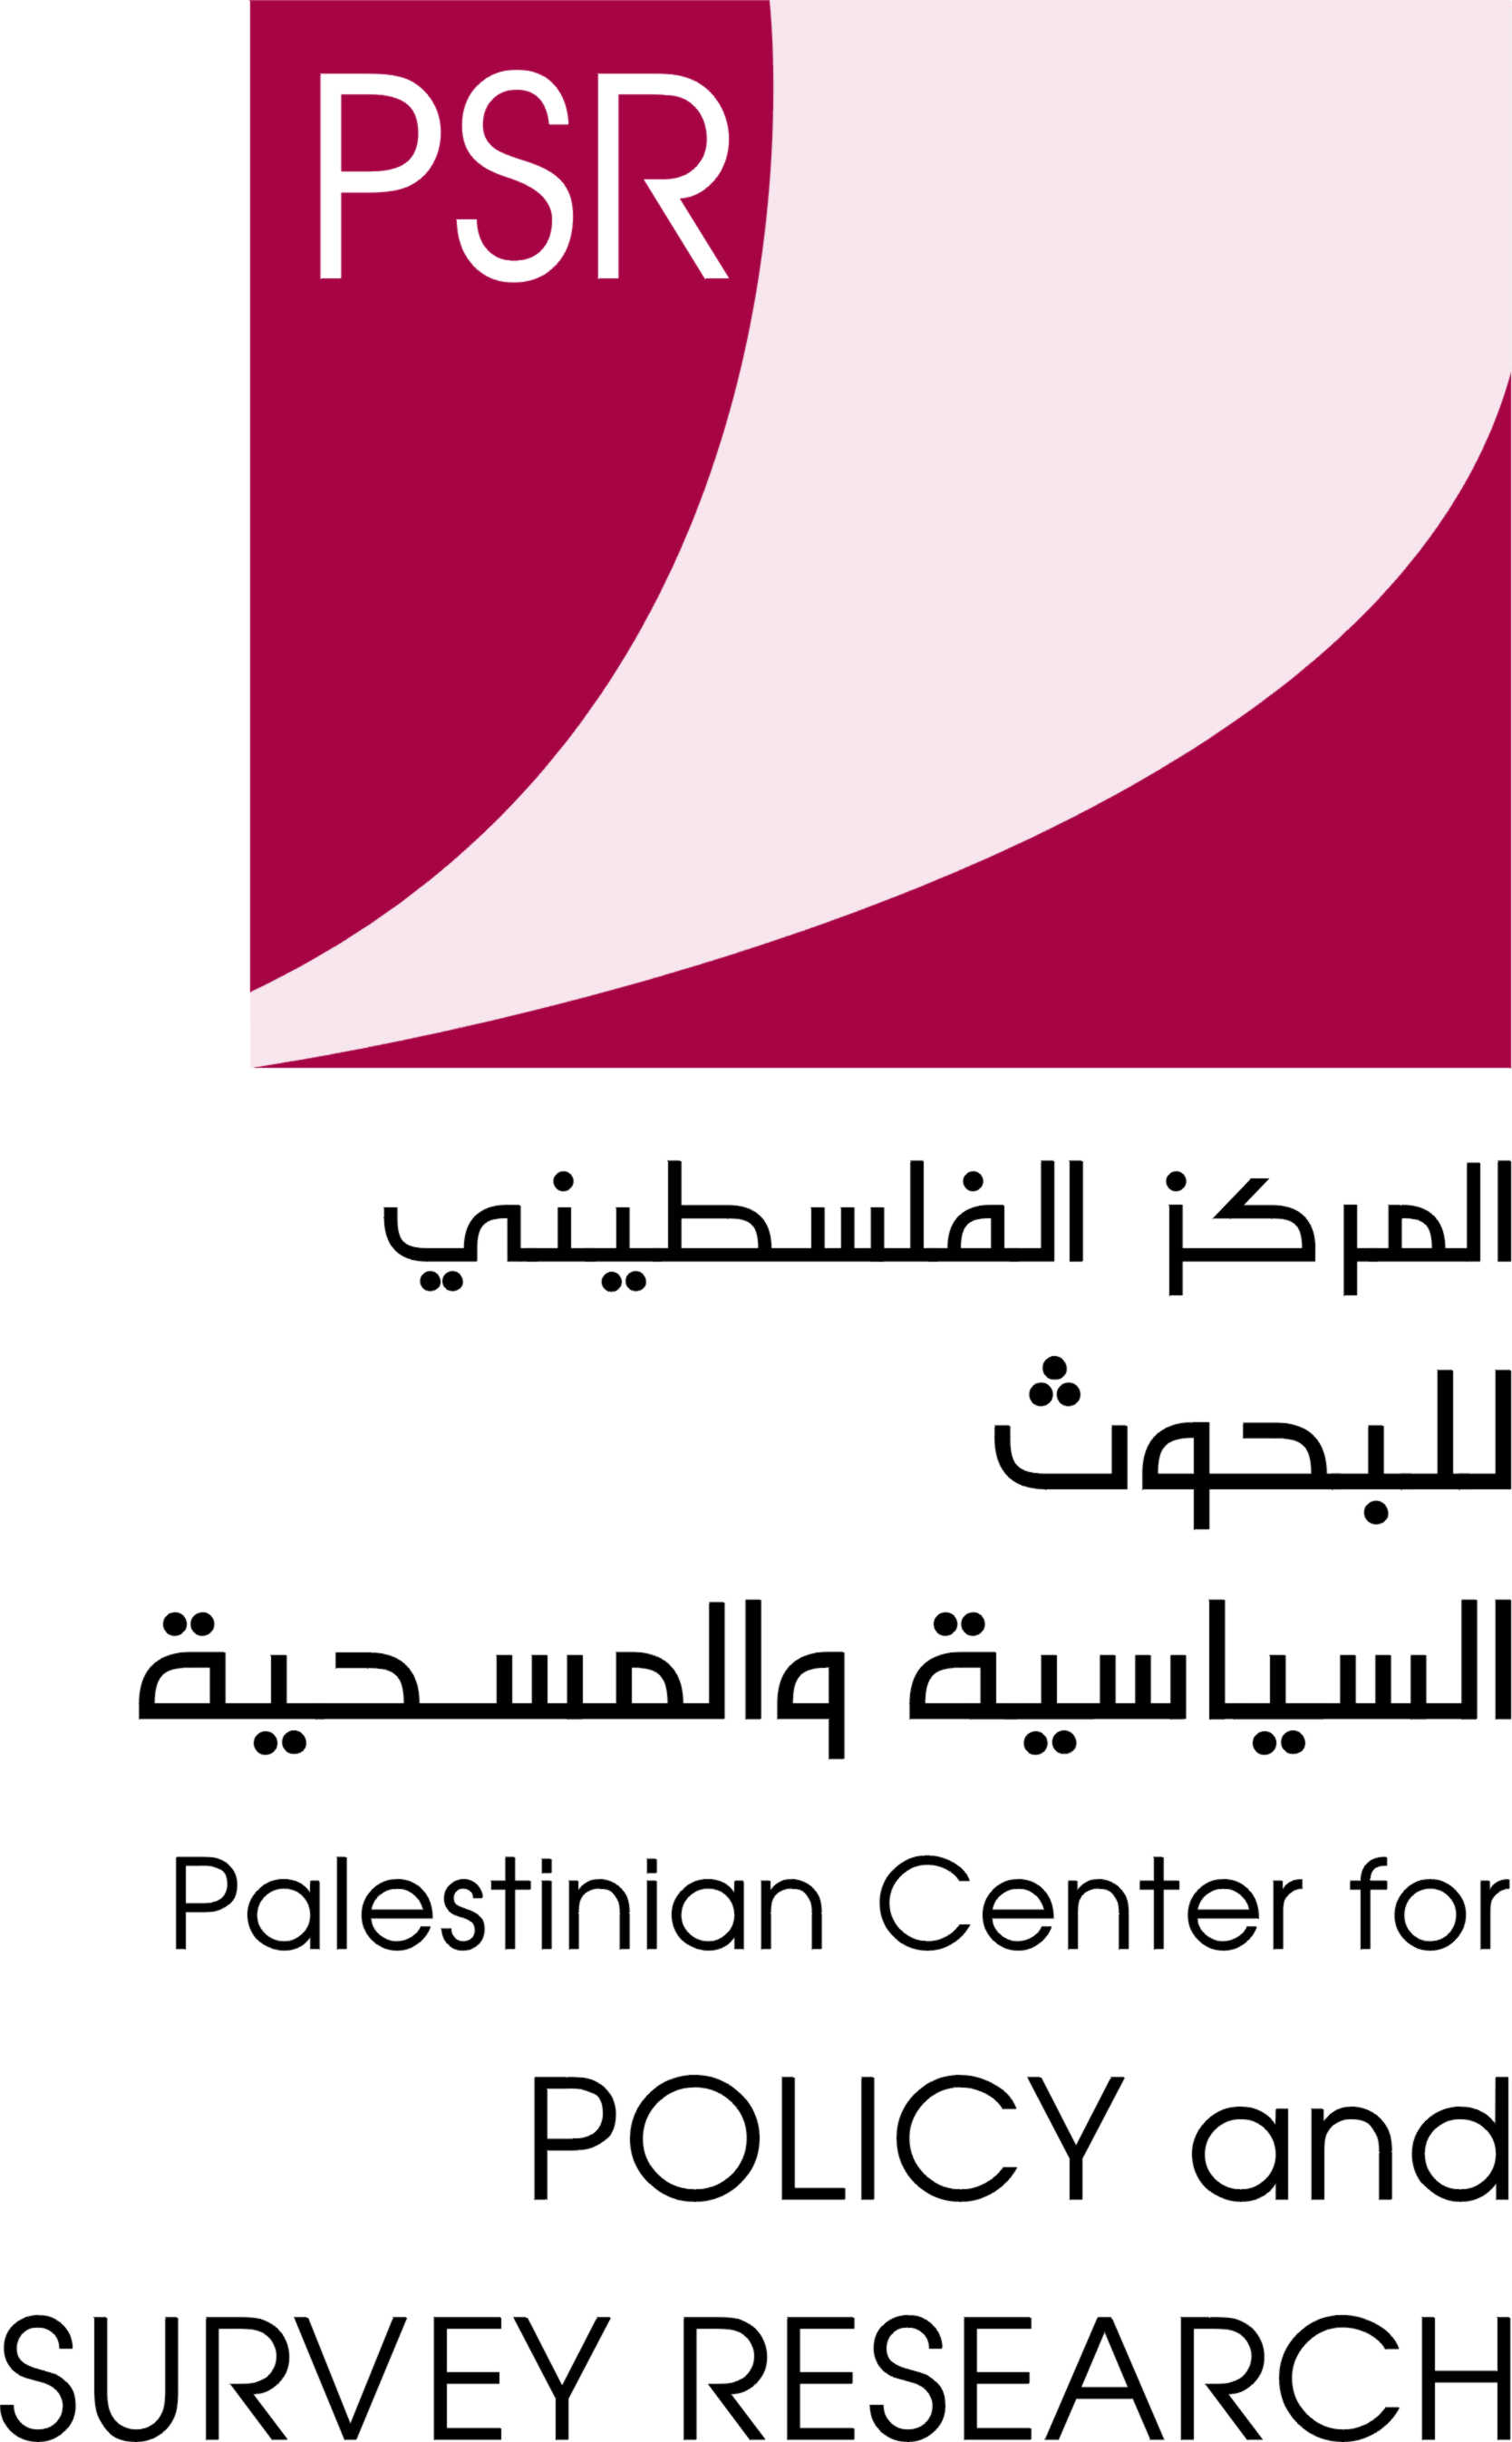 PSR
المركز الفلسطيني
للبحوث
السياسية والمسحية
Palestinian Center for
POLICY and
SURVEY RESEARCH